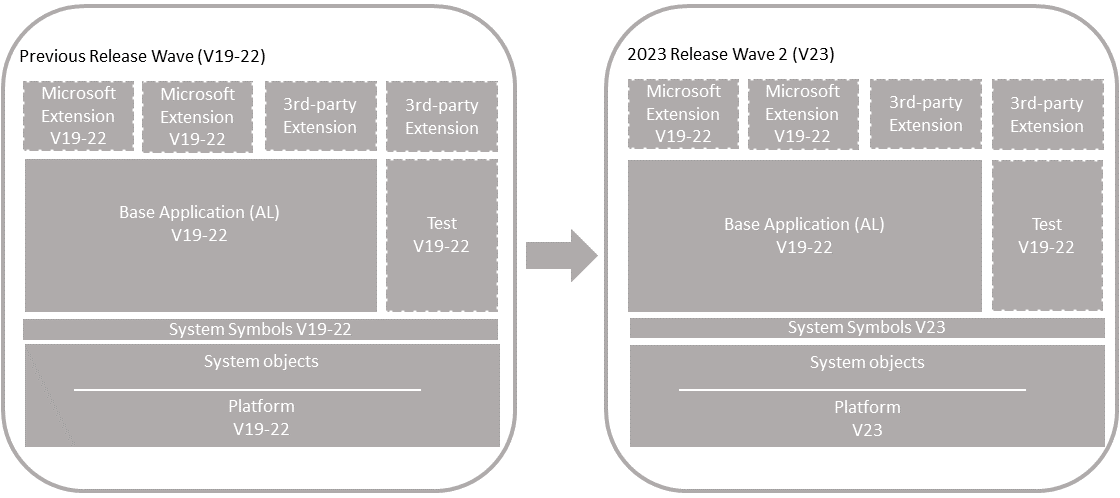 Previous Release Wave (V19-22)
Microsoft
Extension
V19-22
Microsoft
Extension
V19-22
3rd-party
Extension
3rd-party
Extension
Base Application (AL)
V19-22
Test
V19-22
System Symbols V19-22
System objects
Platform
V19-22
2023 Release Wave 2 (V23)
Microsoft
Extension
V19-22
Microsoft
Extension
V19-22
3rd-party
Extension
3rd-party
Extension
Base Application (AL)
V19-22
Test
V19-22
System Symbols V23
System objects
Platform
V23